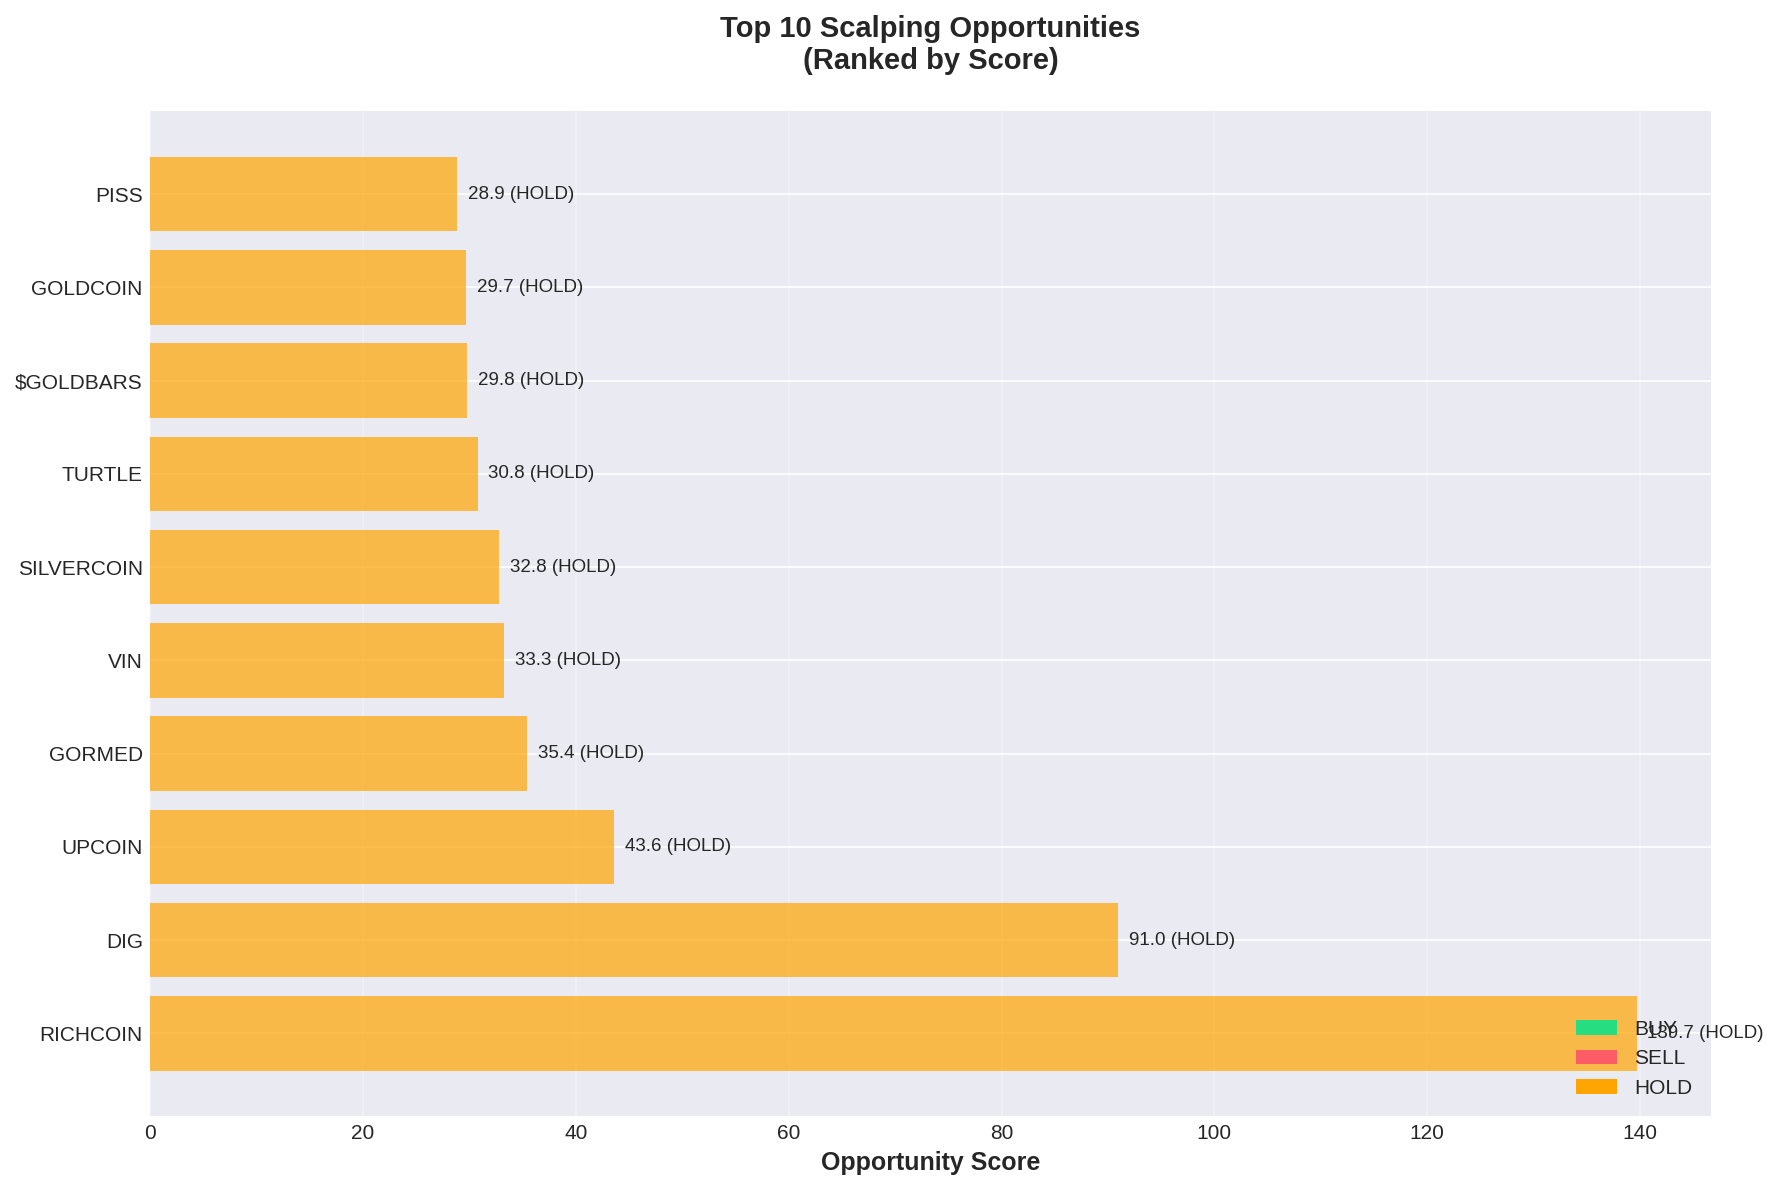 Top 10 Scalping Opportunities
(Ranked by Score)
PISS 28.9 (HOLD)
GOLDCOIN 29.7 (HOLD)
$GOLDBARS 29.8 (HOLD)
TURTLE 30.8 (HOLD)
SILVERCOIN 32.8 (HOLD)
VIN 33.3 (HOLD)
GORMED 35.4 (HOLD)
UPCOIN 43.6 (HOLD)
DIG 91.0 (HOLD)
RICHCOIN 139.7 (HOLD)
BUY
SELL
HOLD
0 20 40 60 80 100 120 140
Opportunity Score